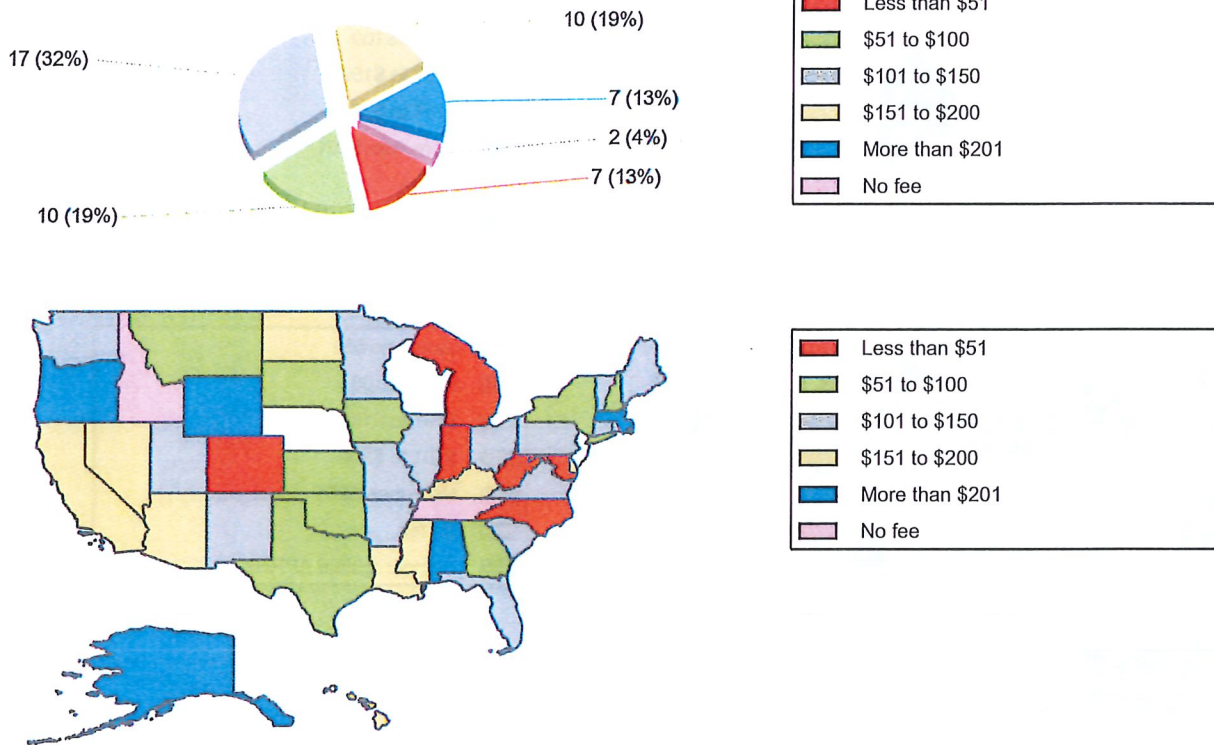 10 (19%)
17 (32%)
7 (13%)
2 (4%)
7 (13%)
10 (19%)
Less than $51
$51 to $100
$101 to $150
$151 to $200
More than $201
No fee
Less than $51
$51 to $100
$101 to $150
$151 to $200
More than $201
No fee